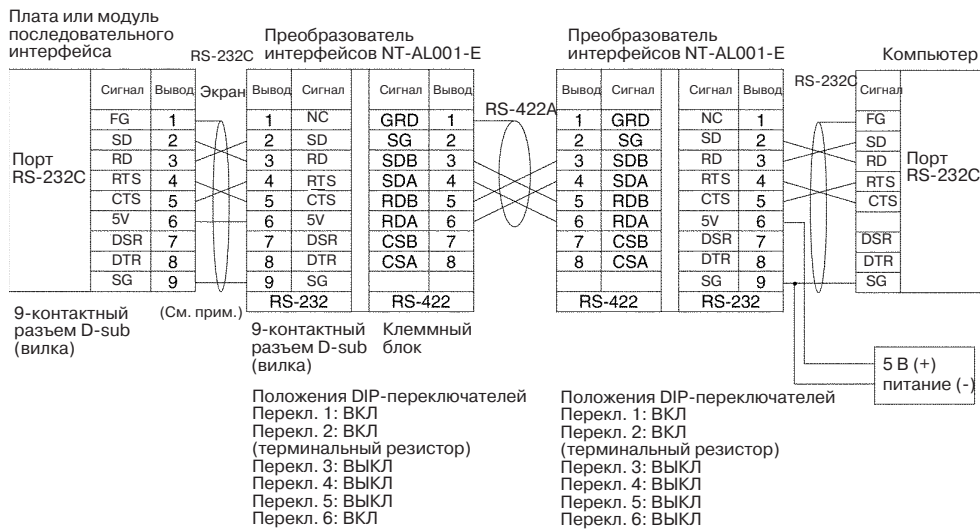 Плата или модуль
последовательного
интерфейса
RS-232C
Преобразователь
интерфейсов NT-AL001-E
Преобразователь
интерфейсов NT-AL001-E
Компьютер
Порт
RS-232C
Сигнал Вывод
FG 1
SD 2
RD 3
RTS 4
CTS 5
5V 6
DSR 7
DTR 8
SG 9
Экран
Вывод Сигнал
1 NC
2 SD
3 RD
4 RTS
5 CTS
6 5V
7 DSR
8 DTR
9 SG
RS-232
Сигнал Вывод
GRD 1
SG 2
SDB 3
SDA 4
RDB 5
RDA 6
CSB 7
CSA 8
RS-422
RS-422A
Вывод Сигнал
1 GRD
2 SG
3 SDB
4 SDA
5 RDB
6 RDA
7 CSB
8 CSA
RS-422
Сигнал Вывод
NC 1
SD 2
RD 3
RTS 4
CTS 5
5V 6
DSR 7
DTR 8
SG 9
RS-232
RS-232C
Сигнал
FG
SD
RD
RTS
CTS
DSR
DTR
SG
Порт
RS-232C
9-контактный
разъем D-sub
(вилка)
(См. прим.)
9-контактный
разъем D-sub
(вилка)
Клеммный
блок
5 В (+)
питание (-)
Положения DIP-переключателей
Перекл. 1: ВКЛ
Перекл. 2: ВКЛ
(терминальный резистор)
Перекл. 3: ВЫКЛ
Перекл. 4: ВЫКЛ
Перекл. 5: ВЫКЛ
Перекл. 6: ВКЛ
Положения DIP-переключателей
Перекл. 1: ВКЛ
Перекл. 2: ВКЛ
(терминальный резистор)
Перекл. 3: ВЫКЛ
Перекл. 4: ВЫКЛ
Перекл. 5: ВЫКЛ
Перекл. 6: ВЫКЛ